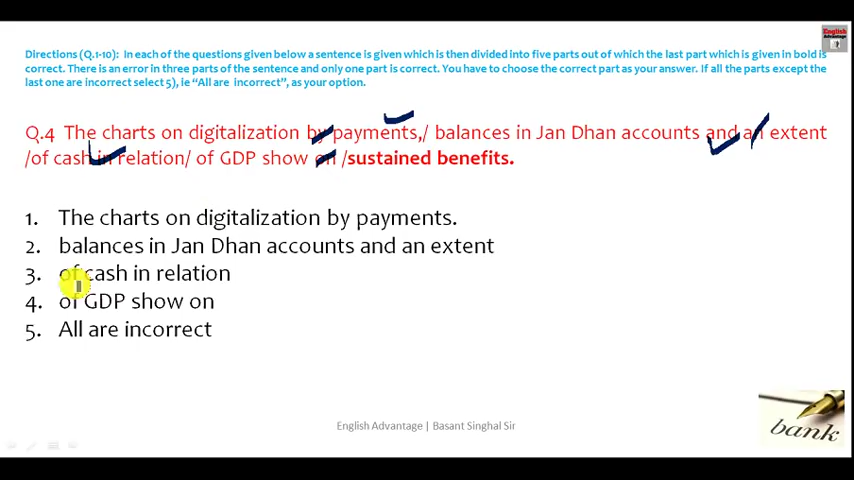 English
Advantage
Directions (Q.1-10): In each of the questions given below a sentence is given which is then divided into five parts out of which the last part which is given in bold is
correct. There is an error in three parts of the sentence and only one part is correct. You have to choose the correct part as your answer. If all the parts except the
last one are incorrect select 5), ie "All are incorrect", as your option.
Q.4 The charts on digitalization by payments,/ balances in Jan Dhan accounts and an extent
/of cash in relation/ of GDP show on /sustained benefits.
1. The charts on digitalization by payments.
2. balances in Jan Dhan accounts and an extent
3. of cash in relation
4. of GDP show on
5. All are incorrect
bank
English Advantage | Basant Singhal Sir